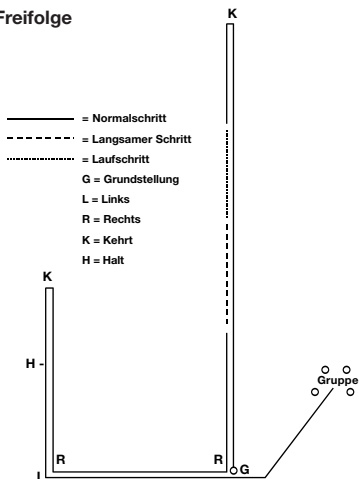 Freifolge
K
= Normalschritt
= Langsamer Schritt
= Laufschritt
G = Grundstellung
L = Links
R = Rechts
K = Kehrt
H = Halt
K
H -
Gruppe
R
R
G
L